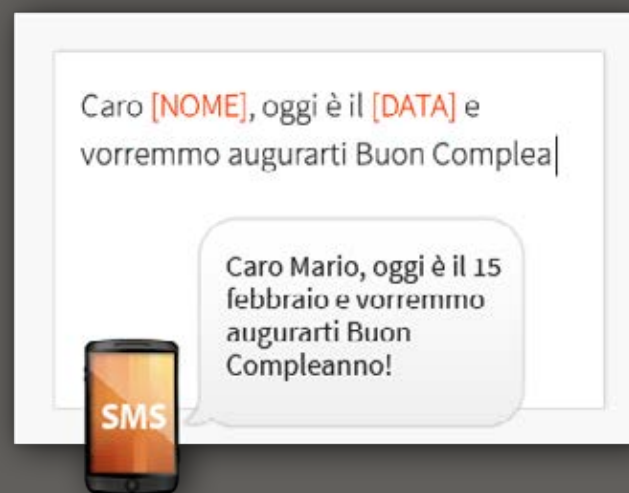 Caro [NOME], oggi è il [DATA] e
vorremmo augurarti Buon Complea
Caro Mario, oggi è il 15
febbraio e vorremmo
augurarti Buon
Compleanno!
SMS